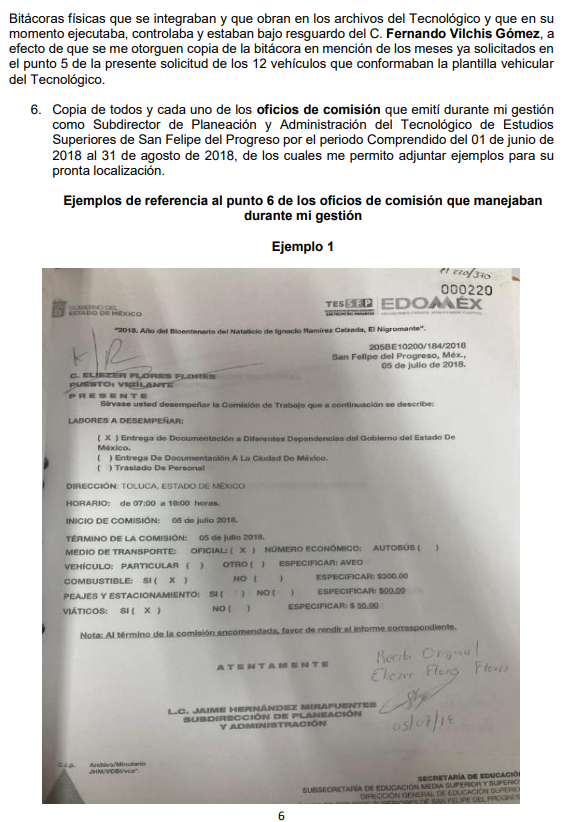 Bitácoras físicas que se integraban y que obran en los archivos del Tecnológico y que en su
momento ejecutaba, controlaba y estaban bajo resguardo del C. Fernando Vilchis Gómez, a
efecto de que se me otorguen copia de la bitácora en mención de los meses ya solicitados en
el punto 5 de la presente solicitud de los 12 vehículos que conformaban la plantilla vehicular
del Tecnológico.
6. Copia de todos y cada uno de los oficios de comisión que emití durante mi gestión
como Subdirector de Planeación y Administración del Tecnológico de Estudios
Superiores de San Felipe del Progreso por el periodo Comprendido del 01 de junio de
2018 al 31 de agosto de 2018, de los cuales me permito adjuntar ejemplos para su
pronta localización.
Ejemplos de referencia al punto 6 de los oficios de comisión que manejaban
durante mi gestión
Ejemplo 1
000220
GOBIERNO DEL
ESTADO DE MÉXICO
TESSFP EDOMÉX
"2018. Año del Bicentenario del Natalicio de Ignacio Ramírez Calzada, El Nigromante".
205BE10200/184/2018
San Felipe del Progreso, Méx.,
05 de julio de 2018.
C. ELIEZER FLORES FLORES
PUESTO: VIGILANTE
P R E S E N T E
Sírvase usted desempeñar la Comisión de Trabajo que a continuación se describe:
LABORES A DESEMPEÑAR:
( X ) Entrega de Documentación a Diferentes Dependencias del Gobierno del Estado De
México.
( ) Entrega De Documentación A La Ciudad De México.
( ) Traslado De Personal
DIRECCIÓN: TOLUCA, ESTADO DE MÉXICO
HORARIO: de 07:00 a 18:00 horas.
INICIO DE COMISIÓN: 05 de julio 2018.
TÉRMINO DE LA COMISIÓN: 05 de julio 2018.
MEDIO DE TRANSPORTE: OFICIAL: ( X ) NÚMERO ECONÓMICO: AUTOBÚS ( )
VEHÍCULO: PARTICULAR ( ) OTRO ( ) ESPECIFICAR: AVEO
COMBUSTIBLE: SI ( X ) NO ( ) ESPECIFICAR: $300.00
PEAJES Y ESTACIONAMIENTO: SI ( ) NO ( ) ESPECIFICAR: $00.00
VIÁTICOS: SI ( X ) NO ( ) ESPECIFICAR: $ 50.00
Nota: Al término de la comisión encomendada, favor de rendir el informe correspondiente.
A T E N T A M E N T E
Recibí Original
Eliezer Flores Flores
05/07/18
L.C. JAIME HERNÁNDEZ MIRAFUENTES
SUBDIRECCIÓN DE PLANEACIÓN
Y ADMINISTRACIÓN
C.c.p. Archivo/Minutario
JHM/VDBI/vcx*.
SECRETARÍA DE EDUCACIÓ
SUBSECRETARÍA DE EDUCACIÓN MEDIA SUPERIOR Y SUPERIO
DIRECCIÓN GENERAL DE EDUCACIÓN SUPERIO
6